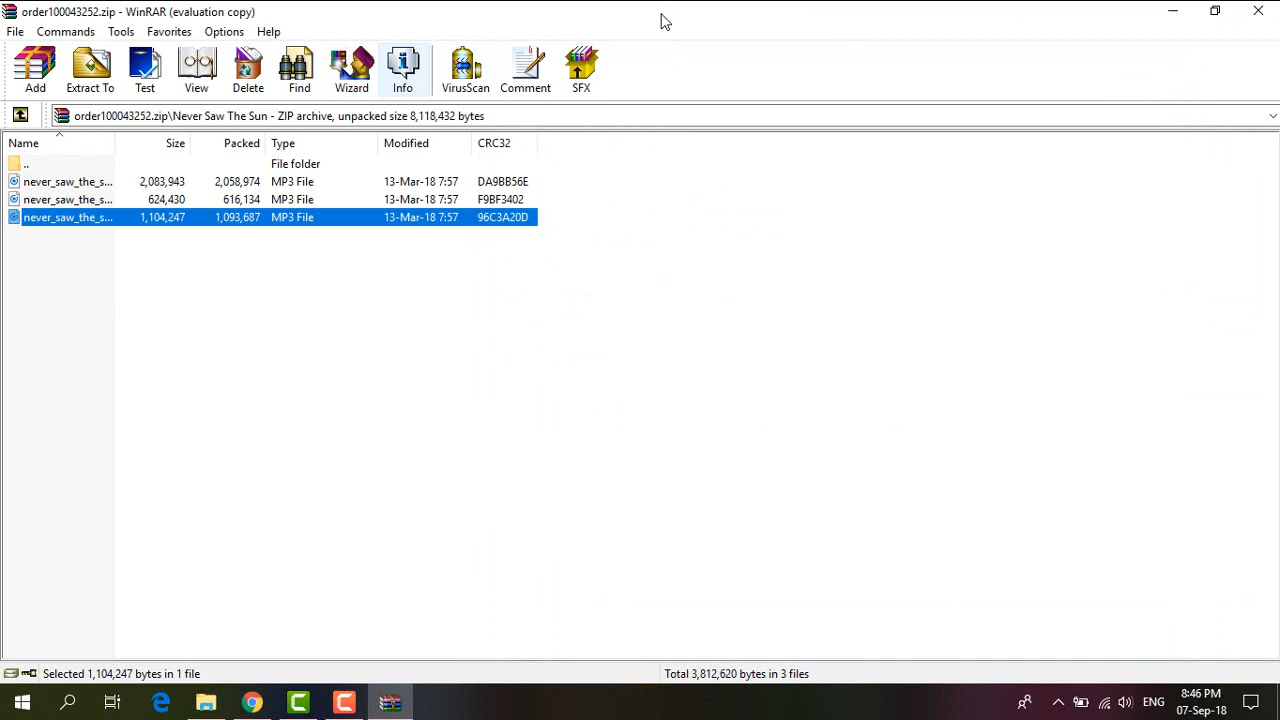 order100043252.zip - WinRAR (evaluation copy)
File Commands Tools Favorites Options Help
Add Extract To Test View Delete Find Wizard Info VirusScan Comment SFX
order100043252.zip\Never Saw The Sun - ZIP archive, unpacked size 8,118,432 bytes
Name Size Packed Type Modified CRC32
.. File folder
never_saw_the_s... 2,083,943 2,058,974 MP3 File 13-Mar-18 7:57 DA9BB56E
never_saw_the_s... 624,430 616,134 MP3 File 13-Mar-18 7:57 F9BF3402
never_saw_the_s... 1,104,247 1,093,687 MP3 File 13-Mar-18 7:57 96C3A20D
Selected 1,104,247 bytes in 1 file Total 3,812,620 bytes in 3 files
ENG 8:46 PM
07-Sep-18